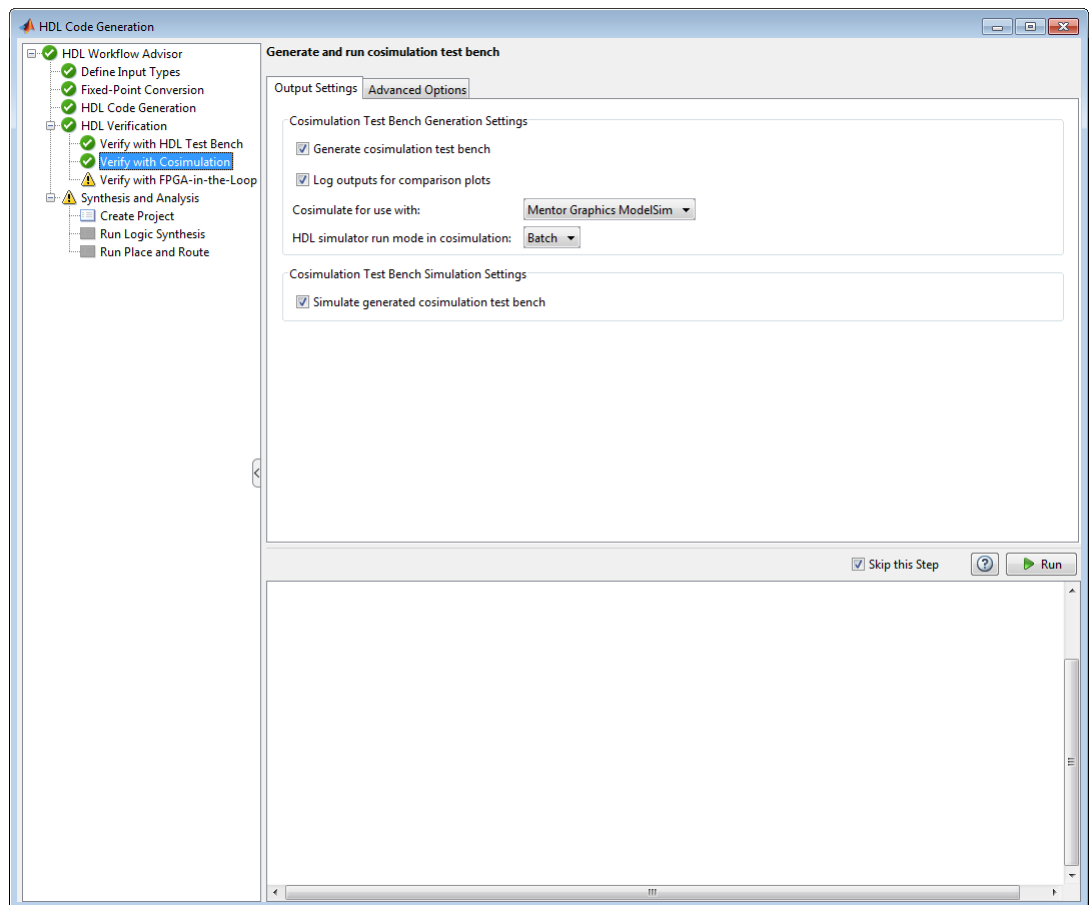 HDL Code Generation
HDL Workflow Advisor
Define Input Types
Fixed-Point Conversion
HDL Code Generation
HDL Verification
Verify with HDL Test Bench
Verify with Cosimulation
Verify with FPGA-in-the-Loop
Synthesis and Analysis
Create Project
Run Logic Synthesis
Run Place and Route
Generate and run cosimulation test bench
Output Settings Advanced Options
Cosimulation Test Bench Generation Settings
Generate cosimulation test bench
Log outputs for comparison plots
Cosimulate for use with: Mentor Graphics ModelSim
HDL simulator run mode in cosimulation: Batch
Cosimulation Test Bench Simulation Settings
Simulate generated cosimulation test bench
Skip this Step ? Run